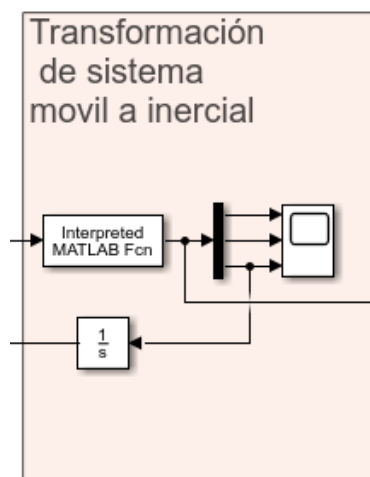 Transformación
de sistema
movil a inercial
Interpreted
MATLAB Fcn
1
s